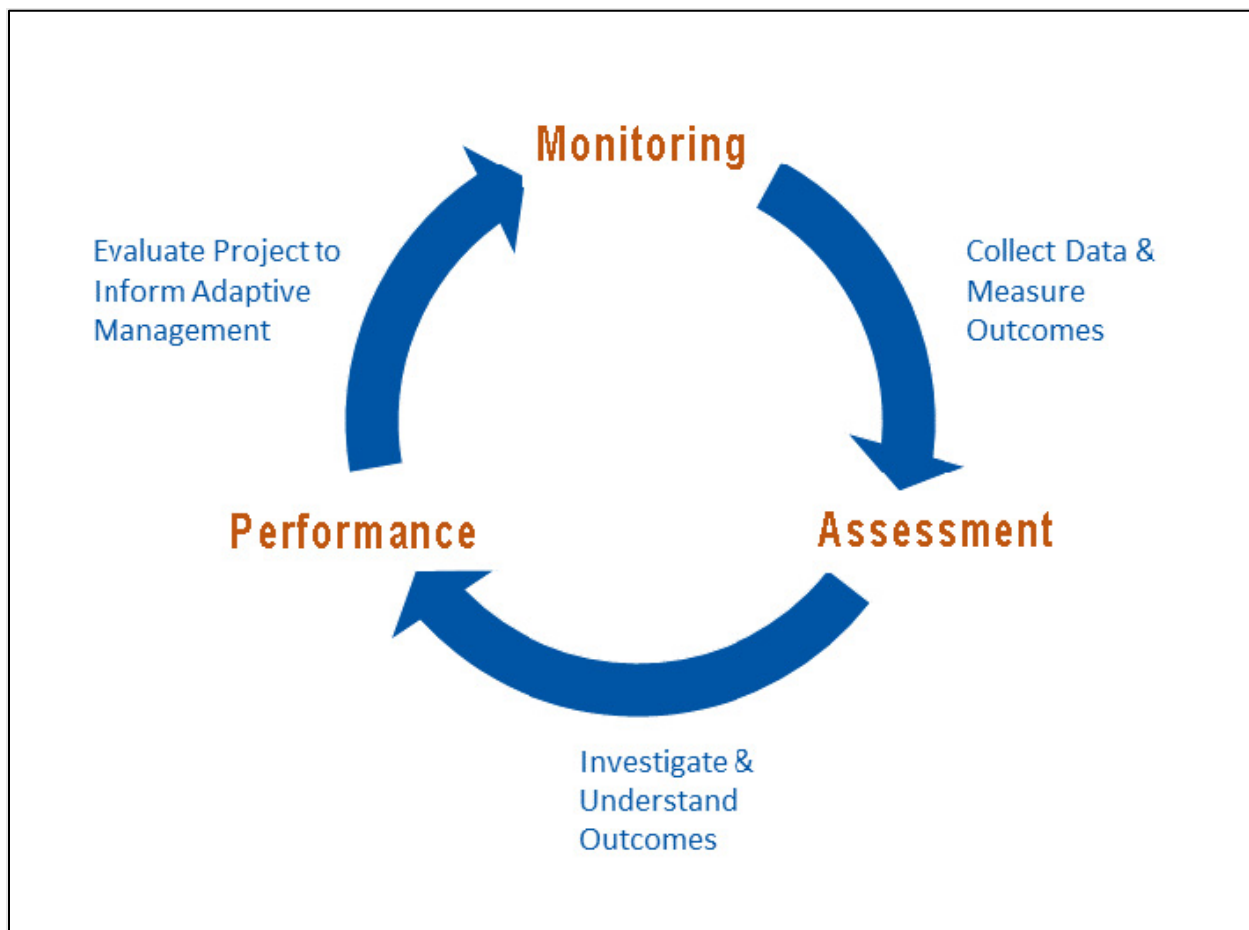 Monitoring
Evaluate Project to
Inform Adaptive
Management
Collect Data &
Measure
Outcomes
Performance
Assessment
Investigate &
Understand
Outcomes